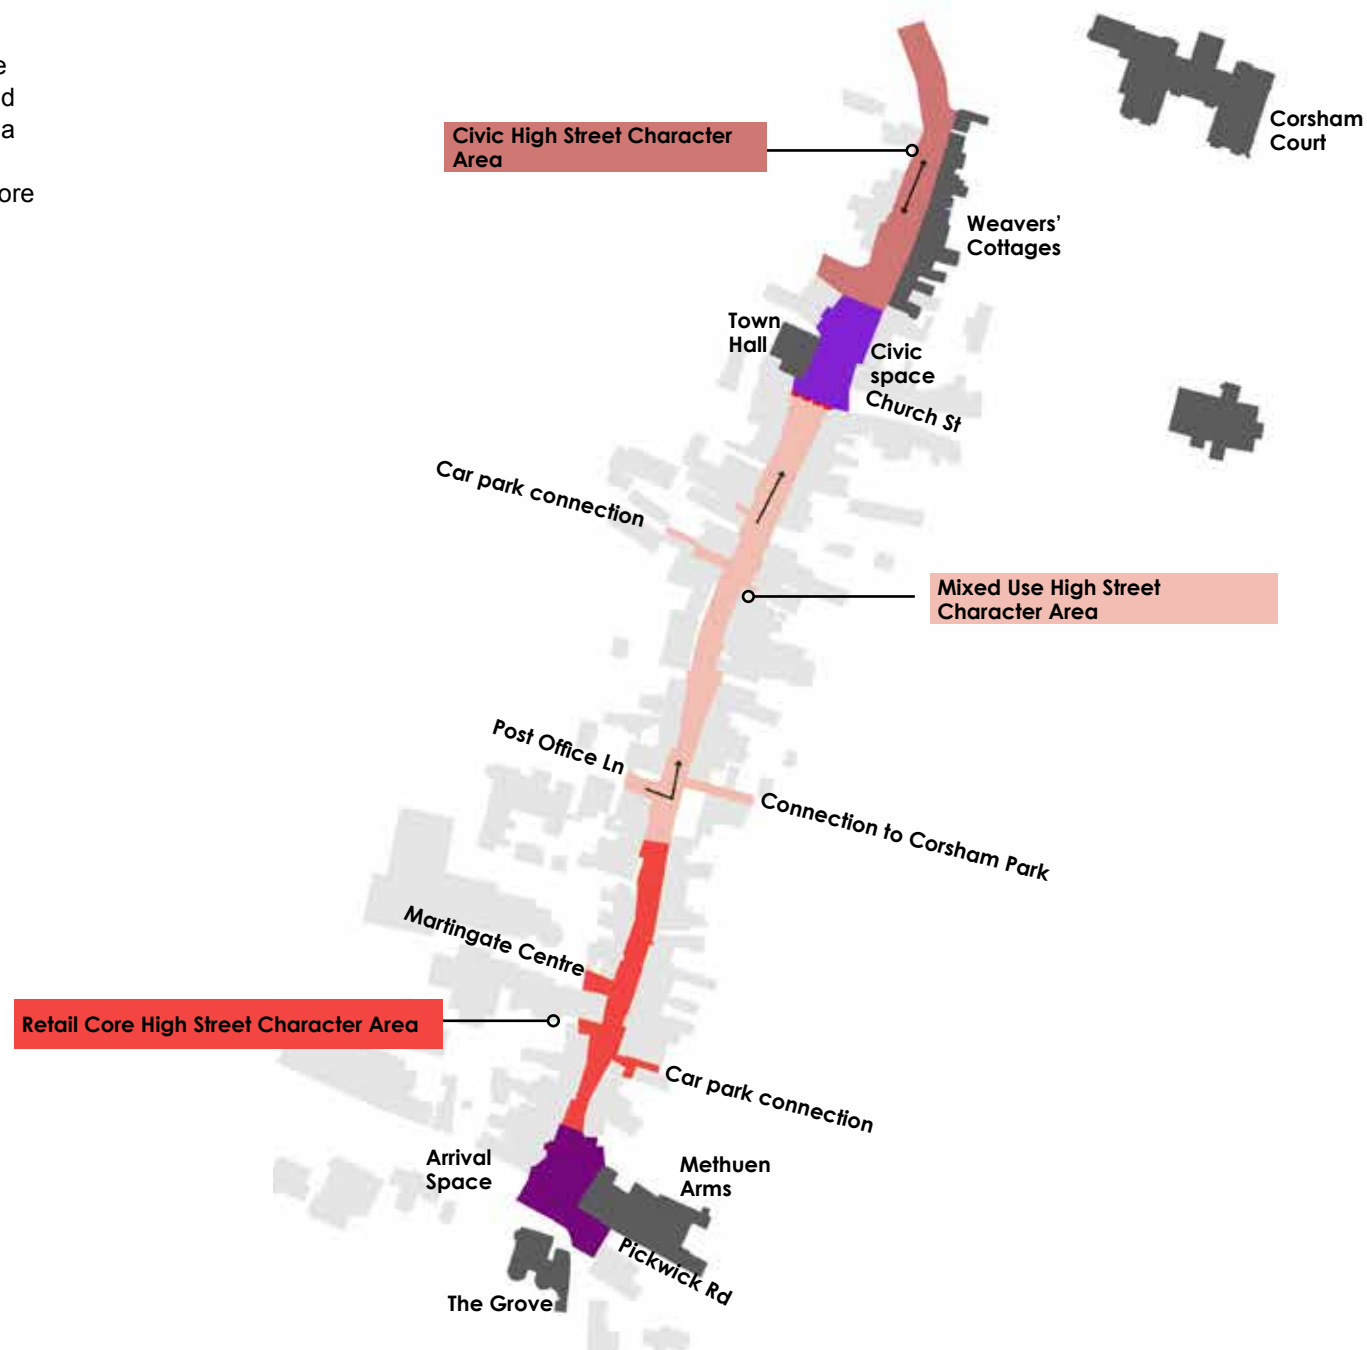 e
d
a
ore
Corsham
Court
Civic High Street Character
Area
Weavers’
Cottages
Town
Hall
Civic
space
Church St
Car park connection
Mixed Use High Street
Character Area
Post Office Ln
Connection to Corsham Park
Martingate Centre
Retail Core High Street Character Area
Car park connection
Arrival
Space
Methuen
Arms
Pickwick Rd
The Grove